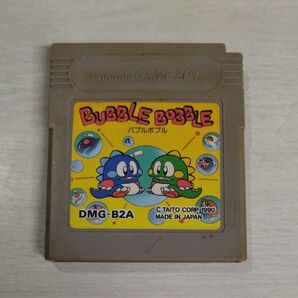 Nintendo GAME BOY
BUBBLE BOBBLE
バブルボブル
DMG-B2A
© TAITO CORP 1990
MADE IN JAPAN